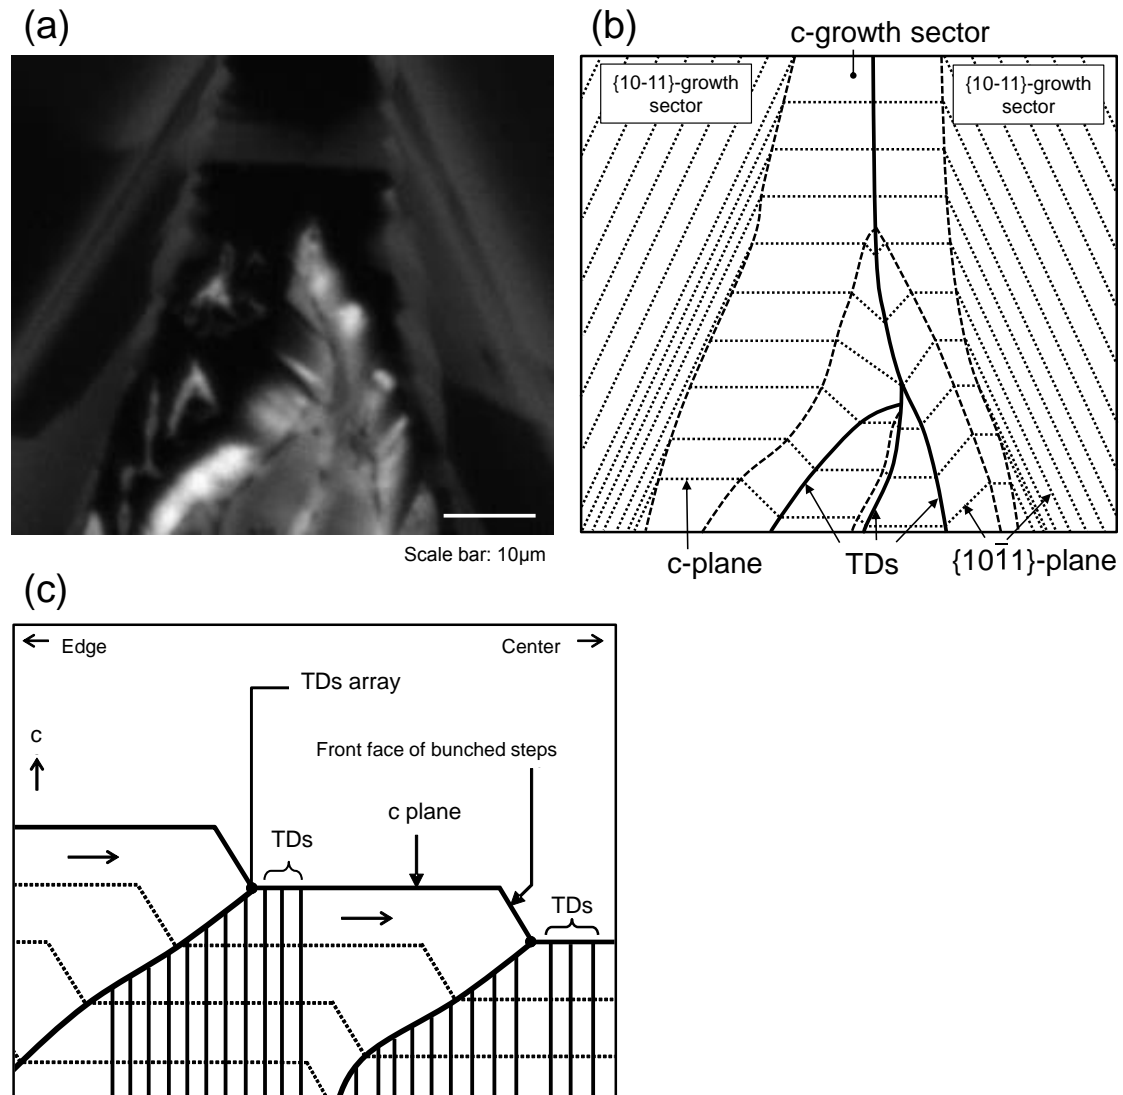 (a)
(b)
c-growth sector
{10-11}-growth
sector
{10-11}-growth
sector
Scale bar: 10μm
c-plane
TDs
{101̅1}-plane
(c)
Edge
Center
TDs array
c
Front face of bunched steps
c plane
TDs
TDs